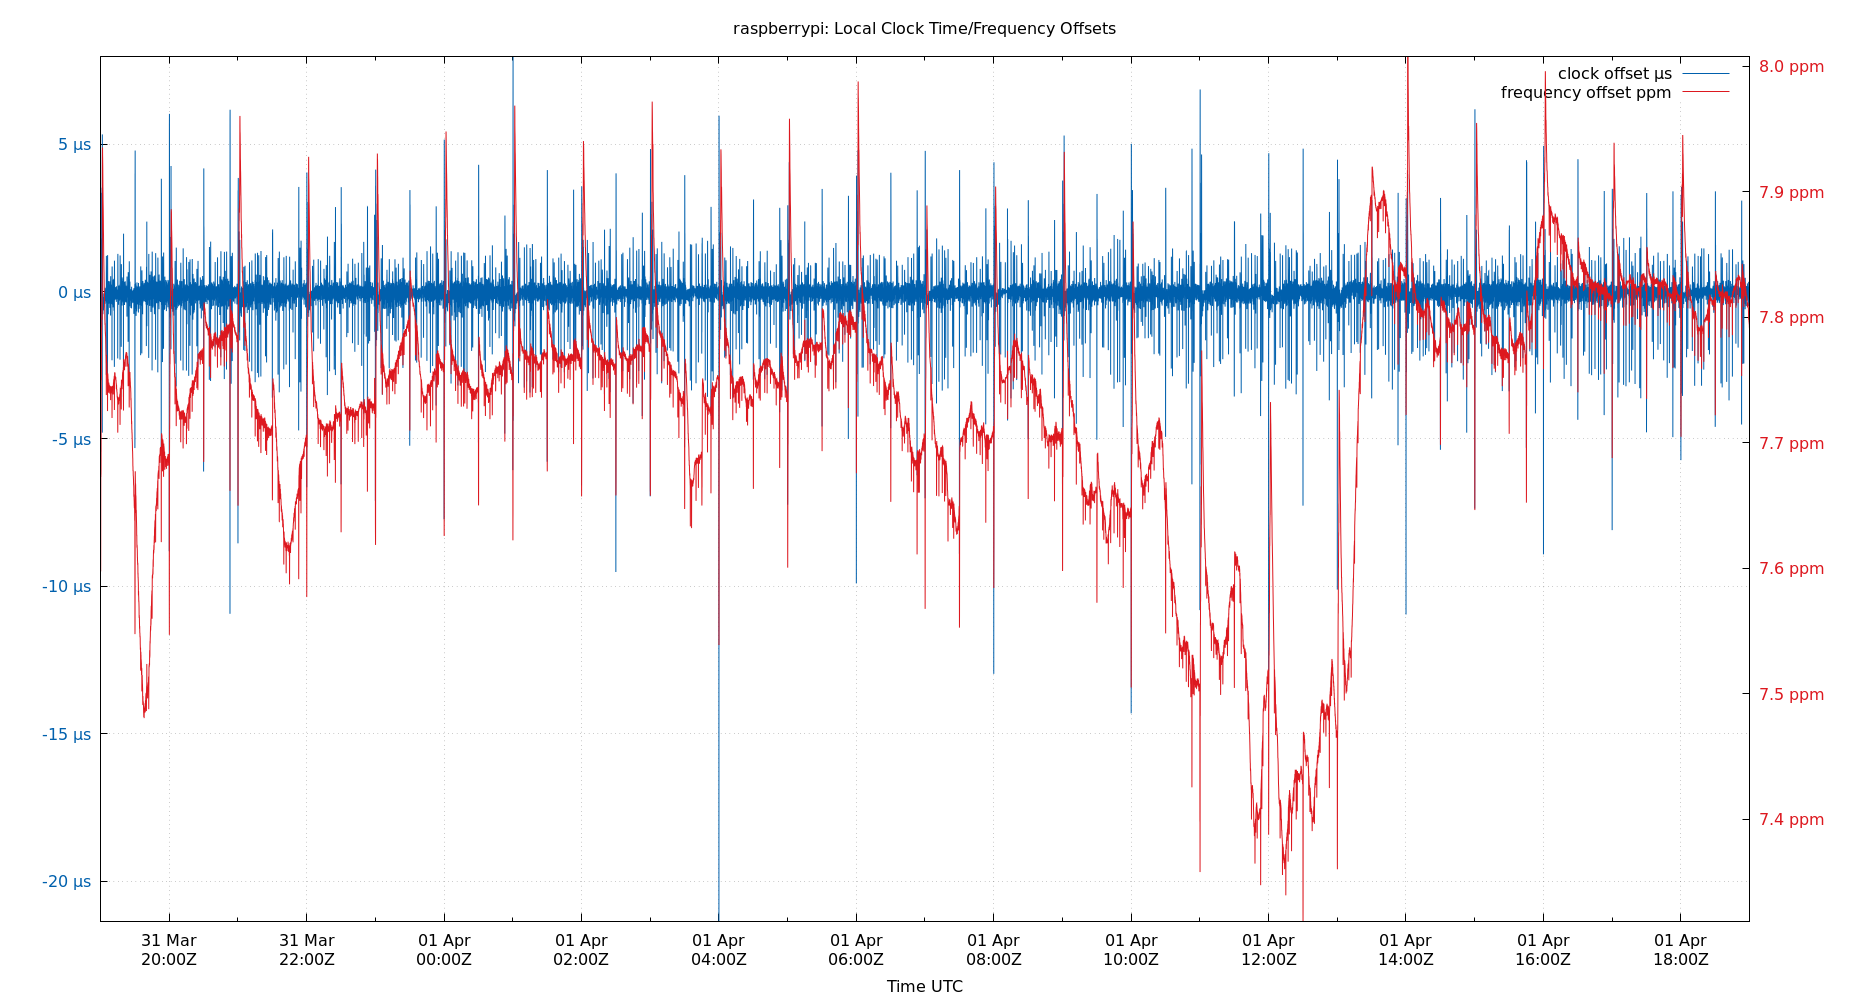 raspberrypi: Local Clock Time/Frequency Offsets
clock offset µs
frequency offset ppm
5 µs
0 µs
-5 µs
-10 µs
-15 µs
-20 µs
8.0 ppm
7.9 ppm
7.8 ppm
7.7 ppm
7.6 ppm
7.5 ppm
7.4 ppm
31 Mar 31 Mar 01 Apr 01 Apr 01 Apr 01 Apr 01 Apr 01 Apr 01 Apr 01 Apr 01 Apr 01 Apr
20:00Z 22:00Z 00:00Z 02:00Z 04:00Z 06:00Z 08:00Z 10:00Z 12:00Z 14:00Z 16:00Z 18:00Z
Time UTC